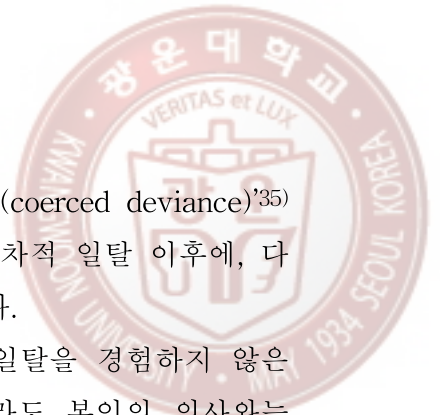 광운대학교
VERITAS et LUX
KWANGWOON UNIVERSITY · MAY 1934 SEOUL KOREA
(coerced deviance)’35)
차적 일탈 이후에, 다
다.
일탈을 경험하지 않은
라도 본인의 의사와는